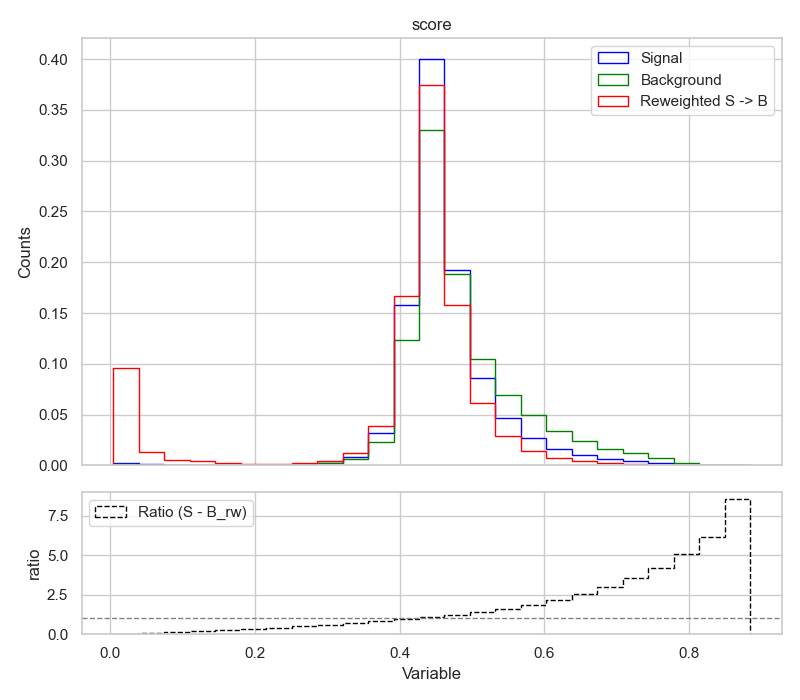 score
0.40
0.35
0.30
0.25
0.20
0.15
0.10
0.05
0.00
Counts
Signal
Background
Reweighted S -> B
7.5
5.0
2.5
0.0
ratio
Ratio (S - B_rw)
0.0 0.2 0.4 0.6 0.8
Variable